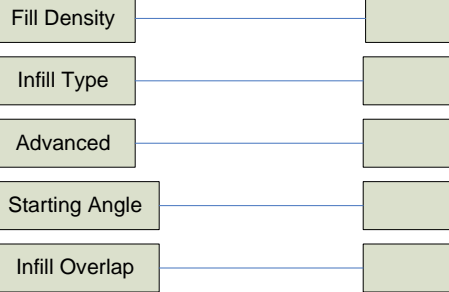 Fill Density
Infill Type
Advanced
Starting Angle
Infill Overlap